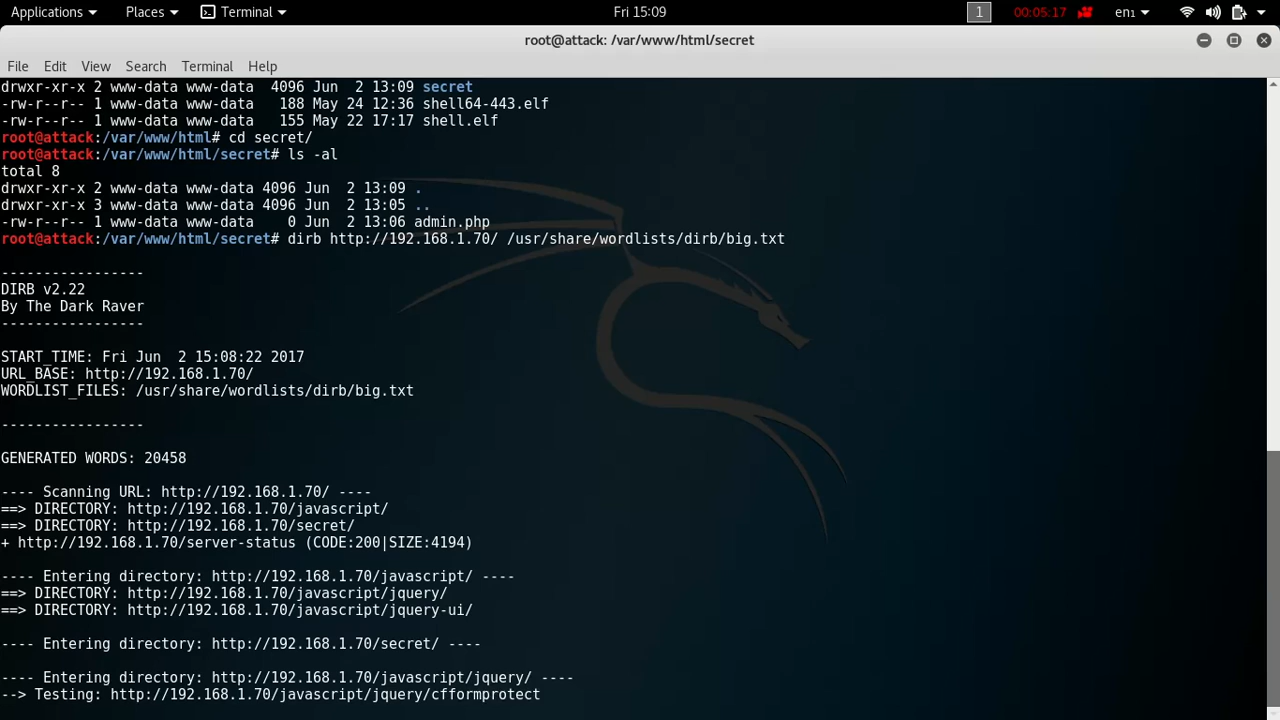 Applications Places Terminal Fri 15:09 1 00:05:17 en1
root@attack: /var/www/html/secret
File Edit View Search Terminal Help
drwxr-xr-x 2 www-data www-data  4096 Jun  2 13:09 secret
-rw-r--r-- 1 www-data www-data   188 May 24 12:36 shell64-443.elf
-rw-r--r-- 1 www-data www-data   155 May 22 17:17 shell.elf
root@attack:/var/www/html# cd secret/
root@attack:/var/www/html/secret# ls -al
total 8
drwxr-xr-x 2 www-data www-data 4096 Jun  2 13:09 .
drwxr-xr-x 3 www-data www-data 4096 Jun  2 13:05 ..
-rw-r--r-- 1 www-data www-data    0 Jun  2 13:06 admin.php
root@attack:/var/www/html/secret# dirb http://192.168.1.70/ /usr/share/wordlists/dirb/big.txt
-----------------
DIRB v2.22
By The Dark Raver
-----------------
START_TIME: Fri Jun  2 15:08:22 2017
URL_BASE: http://192.168.1.70/
WORDLIST_FILES: /usr/share/wordlists/dirb/big.txt
-----------------
GENERATED WORDS: 20458
---- Scanning URL: http://192.168.1.70/ ----
==> DIRECTORY: http://192.168.1.70/javascript/
==> DIRECTORY: http://192.168.1.70/secret/
+ http://192.168.1.70/server-status (CODE:200|SIZE:4194)
---- Entering directory: http://192.168.1.70/javascript/ ----
==> DIRECTORY: http://192.168.1.70/javascript/jquery/
==> DIRECTORY: http://192.168.1.70/javascript/jquery-ui/
---- Entering directory: http://192.168.1.70/secret/ ----
---- Entering directory: http://192.168.1.70/javascript/jquery/ ----
--> Testing: http://192.168.1.70/javascript/jquery/cfformprotect